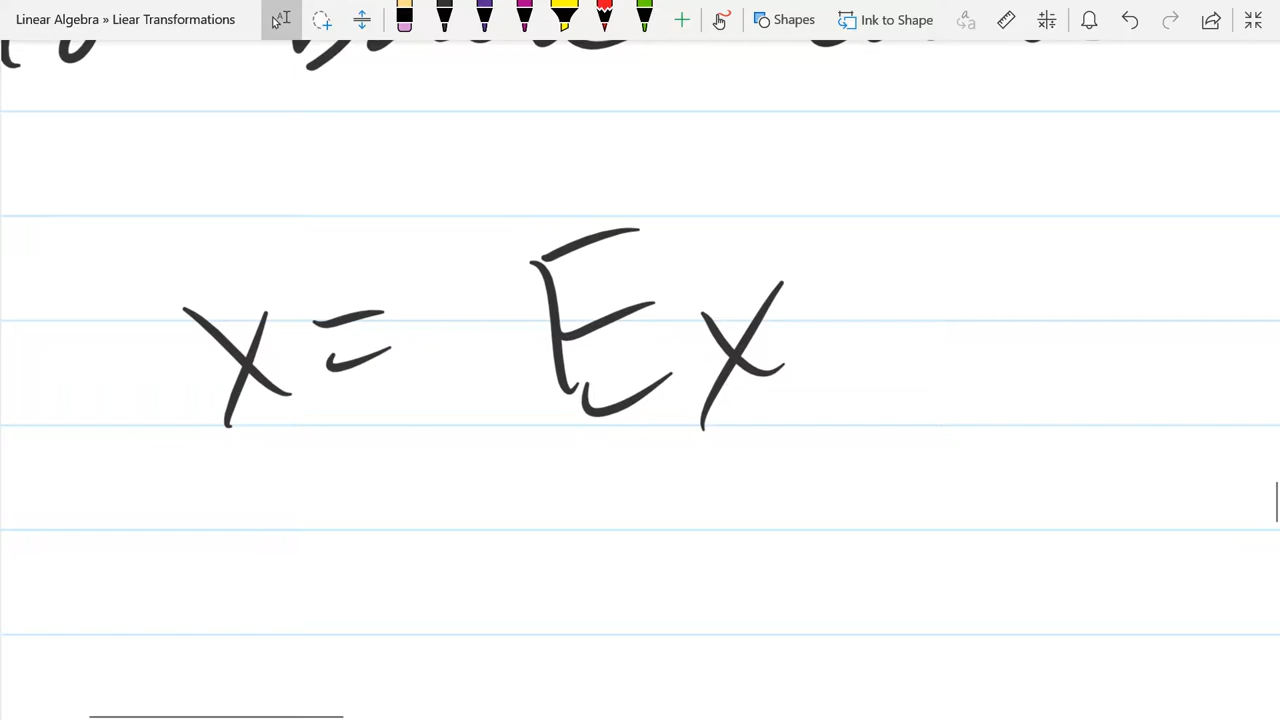 Linear Algebra » Liear Transformations
Shapes
Ink to Shape
x = Ex